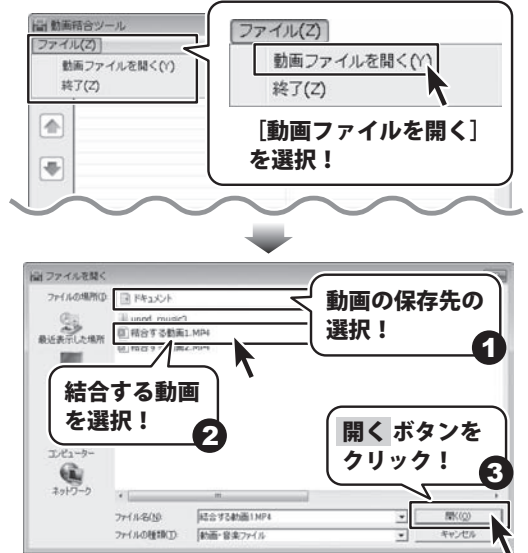 動画結合ツール
ファイル(Z)
動画ファイルを開く(Y)
終了(Z)
ファイル(Z)
動画ファイルを開く(Y)
終了(Z)
[動画ファイルを開く]
を選択！
ファイルを開く
ファイルの場所(I):
ドキュメント
動画の保存先の
選択！
1
最近表示した場所
結合する動画1.MP4
結合する動画
を選択！
2
開く ボタンを
クリック！
3
コンピューター
ネットワーク
ファイル名(N):
結合する動画1.MP4
開く(O)
ファイルの種類(T):
動画・音楽ファイル
キャンセル